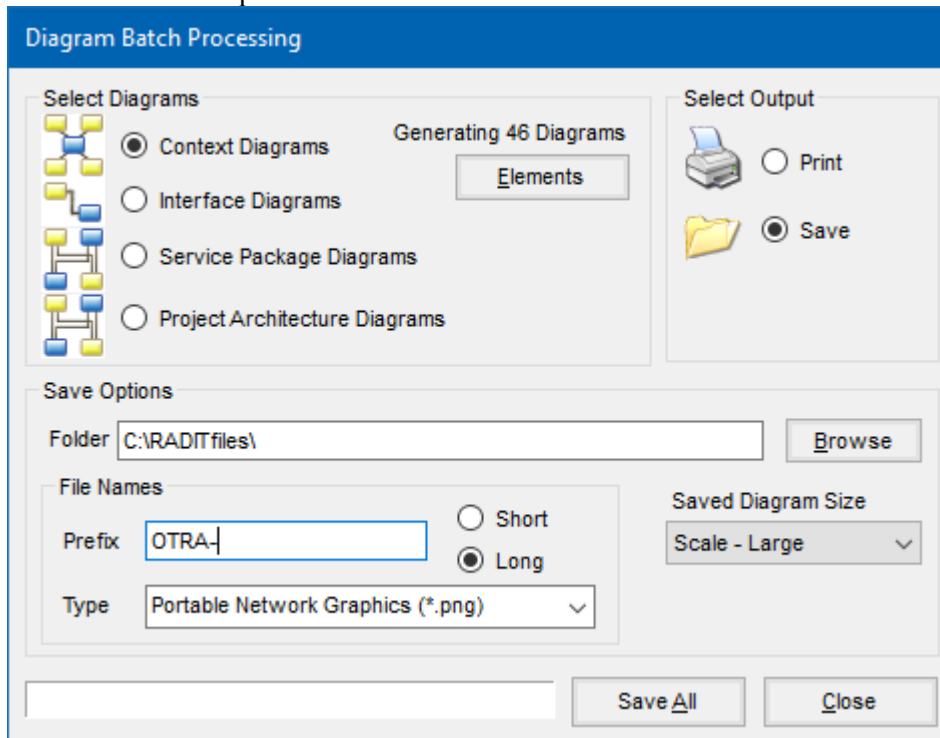 Diagram Batch Processing
Select Diagrams
Context Diagrams
Generating 46 Diagrams
Elements
Interface Diagrams
Service Package Diagrams
Project Architecture Diagrams
Select Output
Print
Save
Save Options
Folder C:\RADITfiles\
Browse
File Names
Prefix OTRA-
Short
Long
Type Portable Network Graphics (*.png)
Saved Diagram Size
Scale - Large
Save All
Close